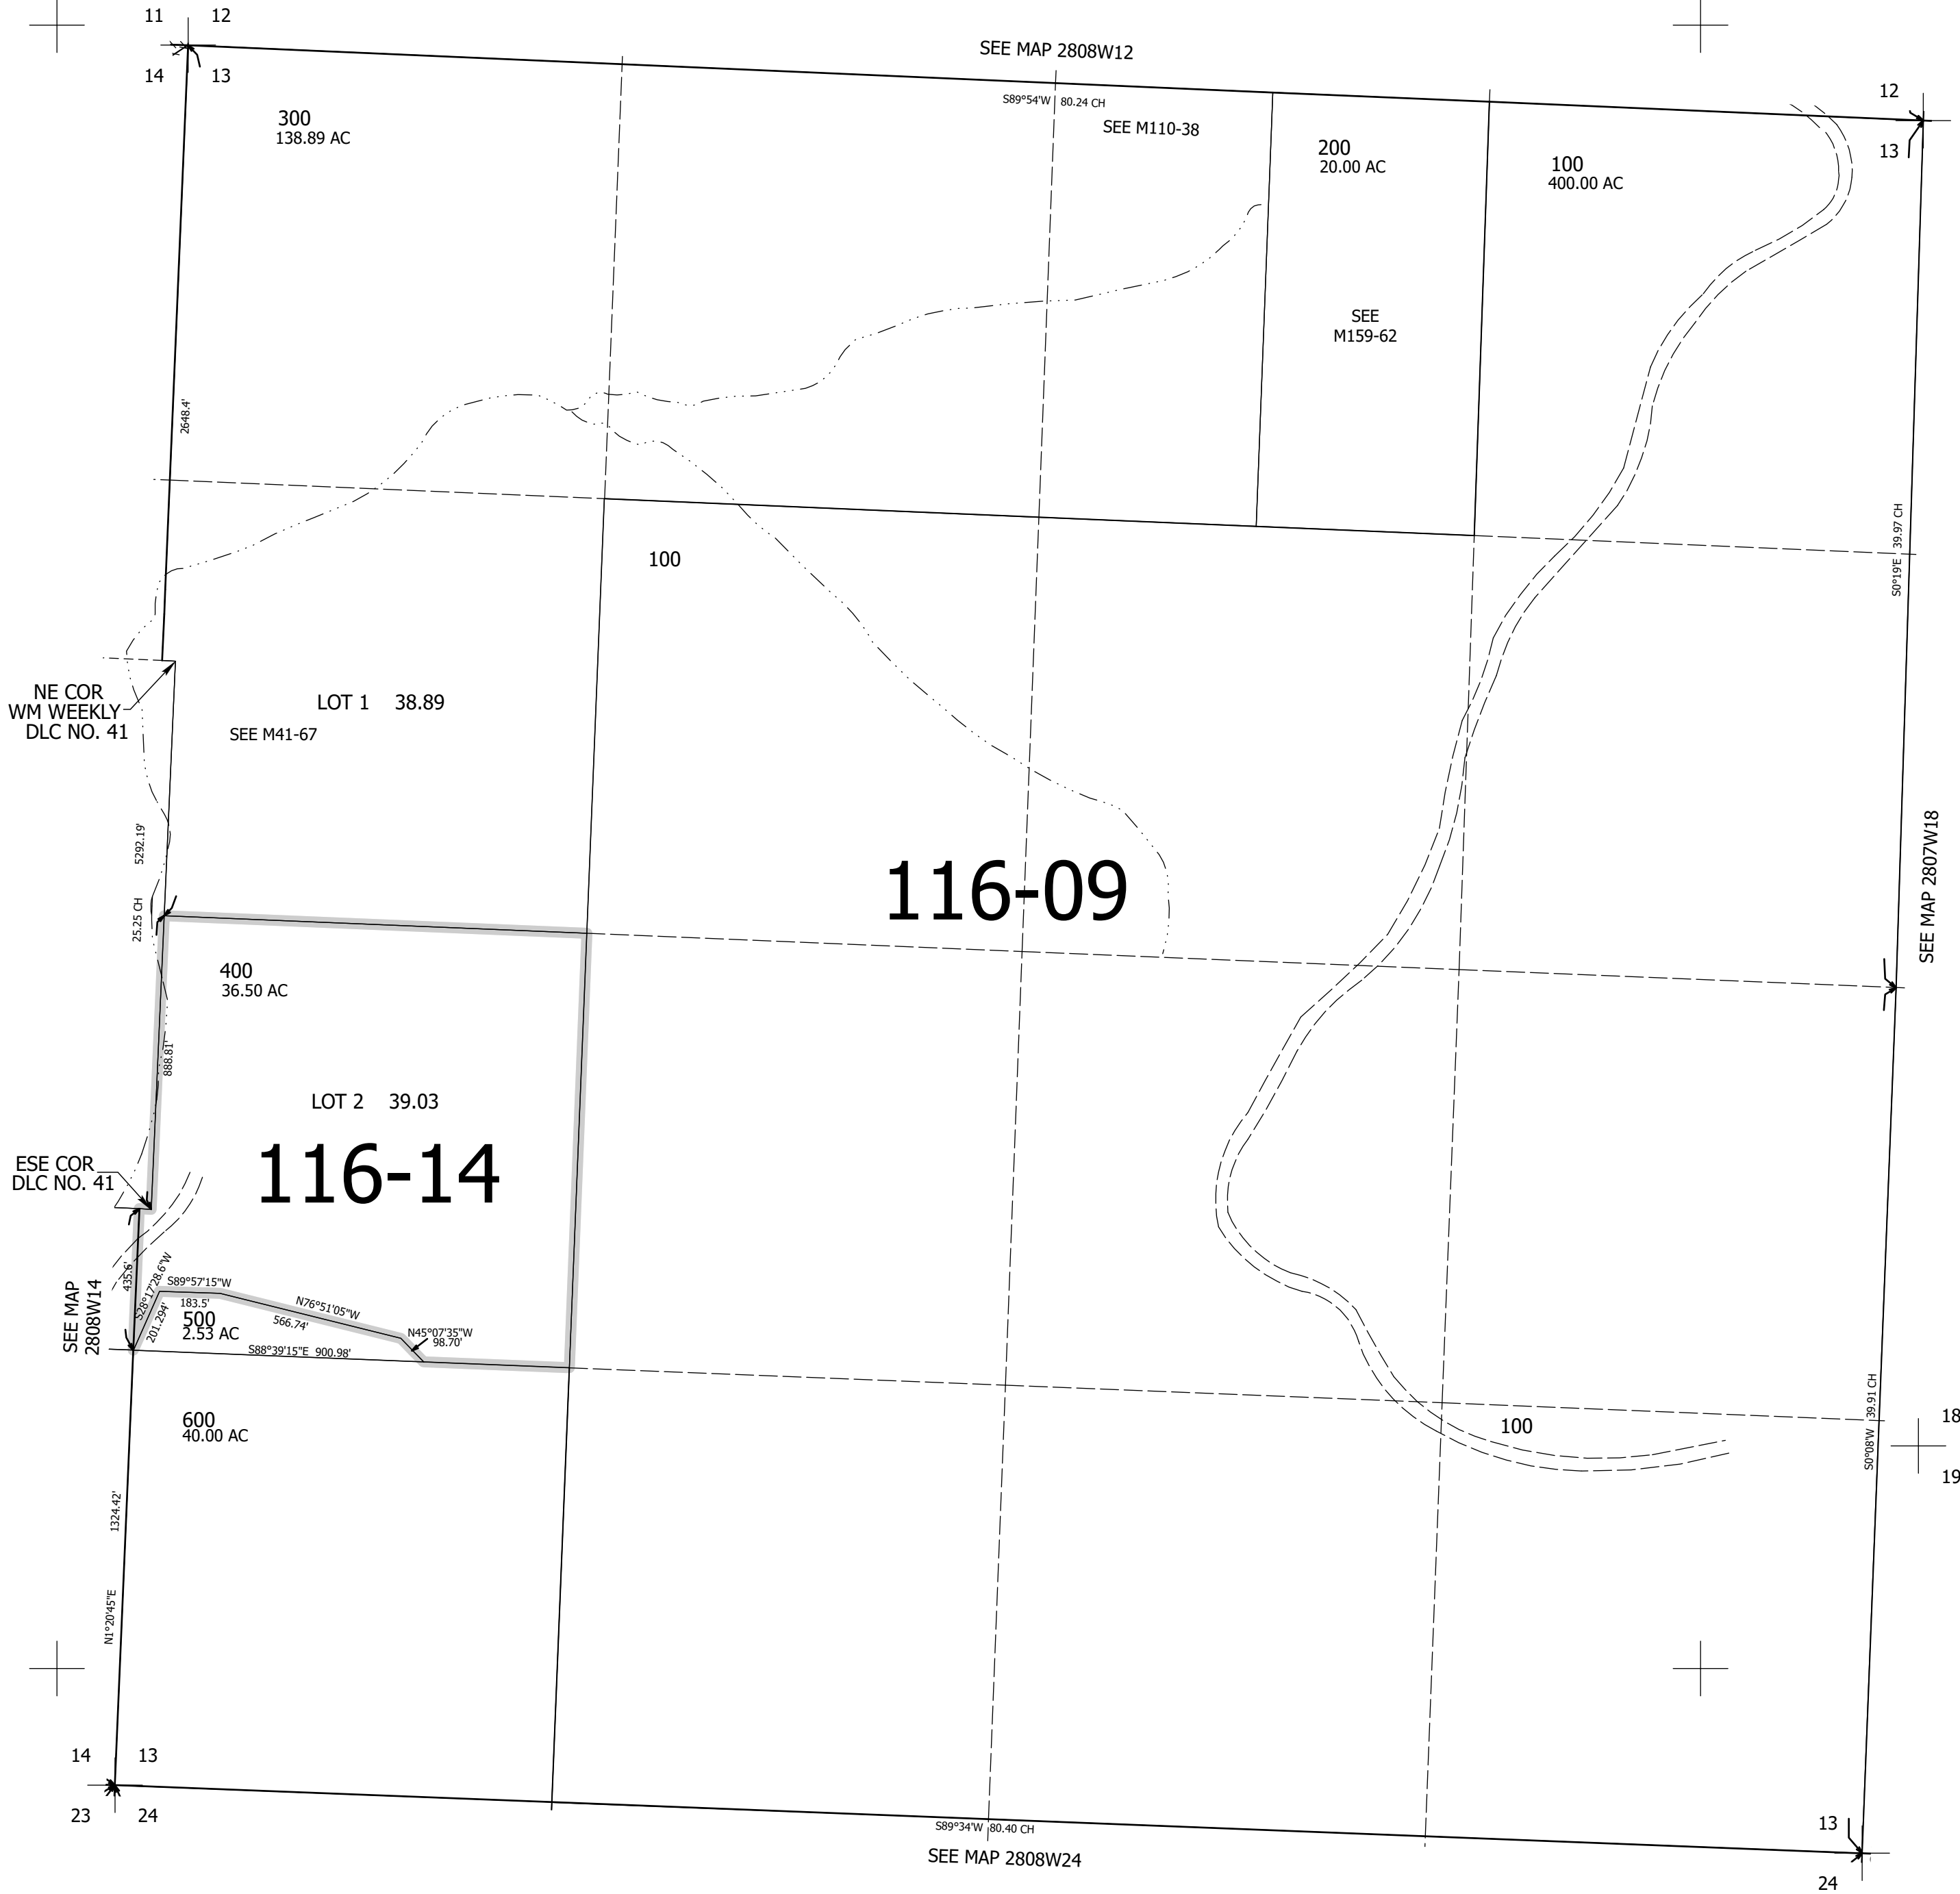 11 12
14 13
SEE MAP 2808W12
S89°54'W 80.24 CH
SEE M110-38
12
13
300
138.89 AC
200
20.00 AC
100
400.00 AC
SEE
M159-62
2648.4'
S0°19'E 39.97 CH
100
NE COR
WM WEEKLY
DLC NO. 41
LOT 1 38.89
SEE M41-67
5292.19'
25.25 CH
116-09
SEE MAP 2807W18
400
36.50 AC
888.81'
LOT 2 39.03
116-14
ESE COR
DLC NO. 41
SEE MAP
2808W14
435.6'
S28°17'28.6"W
201.294'
S89°57'15"W
183.5'
500
2.53 AC
N76°51'05"W
566.74'
N45°07'35"W
98.70'
S88°39'15"E 900.98'
600
40.00 AC
100
S0°08'W 39.91 CH
18
19
1324.42'
N1°20'45"E
14 13
23 24
S89°34'W 80.40 CH
SEE MAP 2808W24
13
24